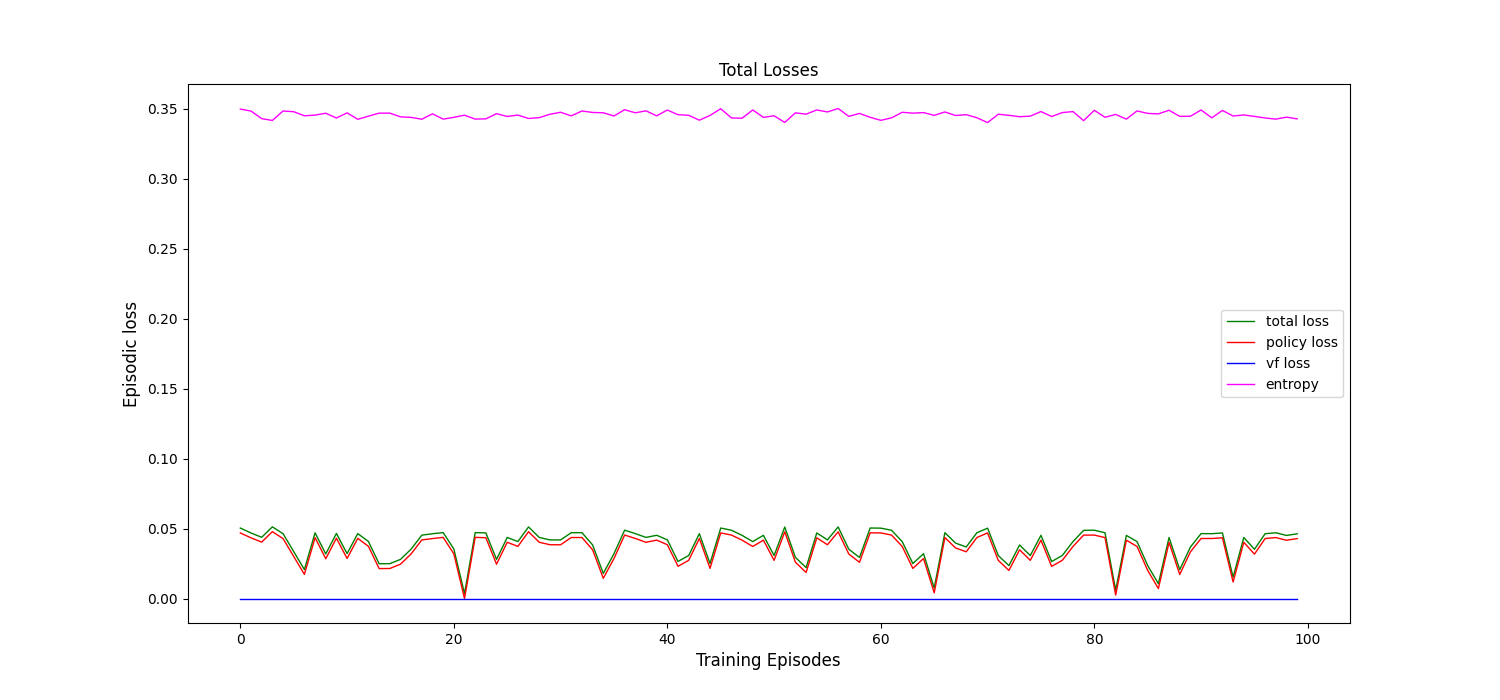 Total Losses
Episodic loss
0.35
0.30
0.25
0.20
0.15
0.10
0.05
0.00
total loss
policy loss
vf loss
entropy
0 20 40 60 80 100
Training Episodes